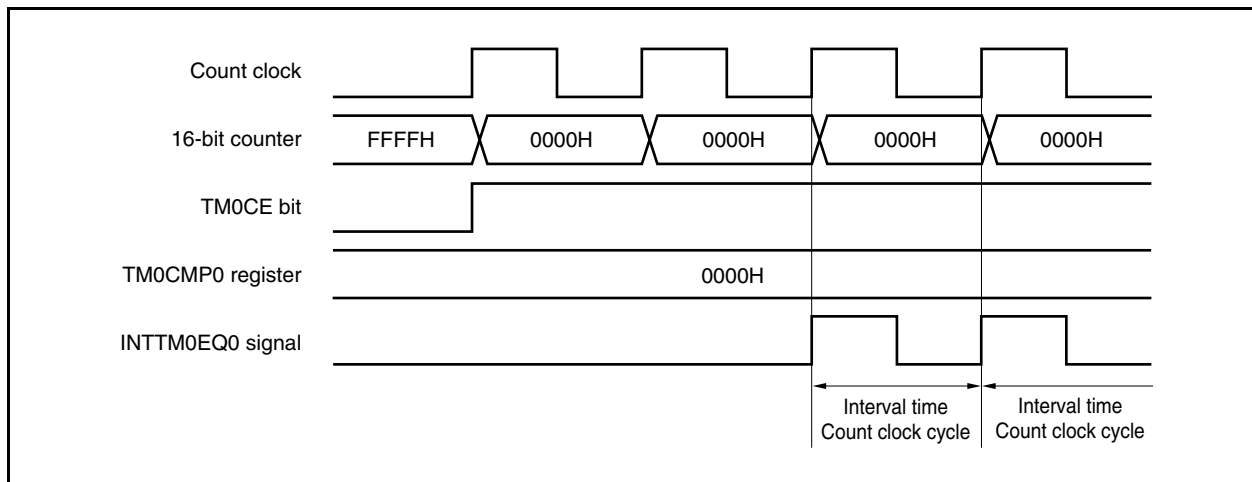 Count clock
16-bit counter FFFFH 0000H 0000H 0000H 0000H
TM0CE bit
TM0CMP0 register 0000H
INTTM0EQ0 signal
Interval time Interval time
Count clock cycle Count clock cycle